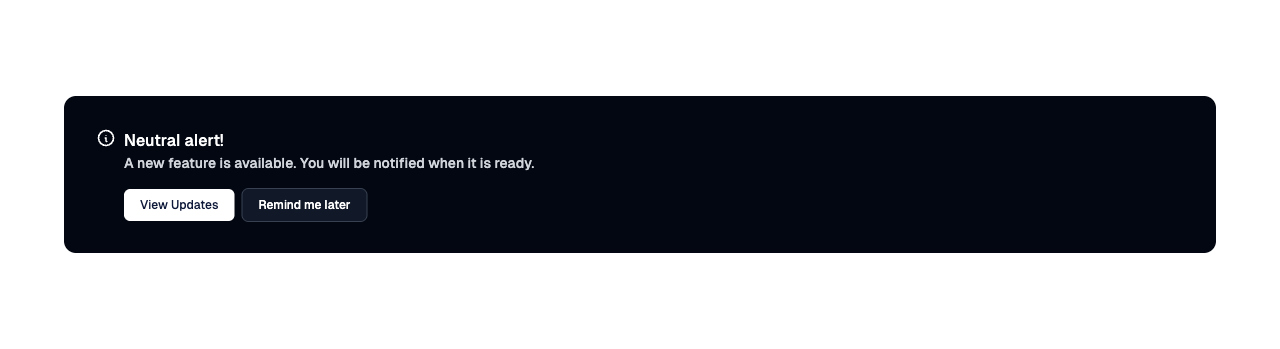 Neutral alert!
A new feature is available. You will be notified when it is ready.
View Updates
Remind me later